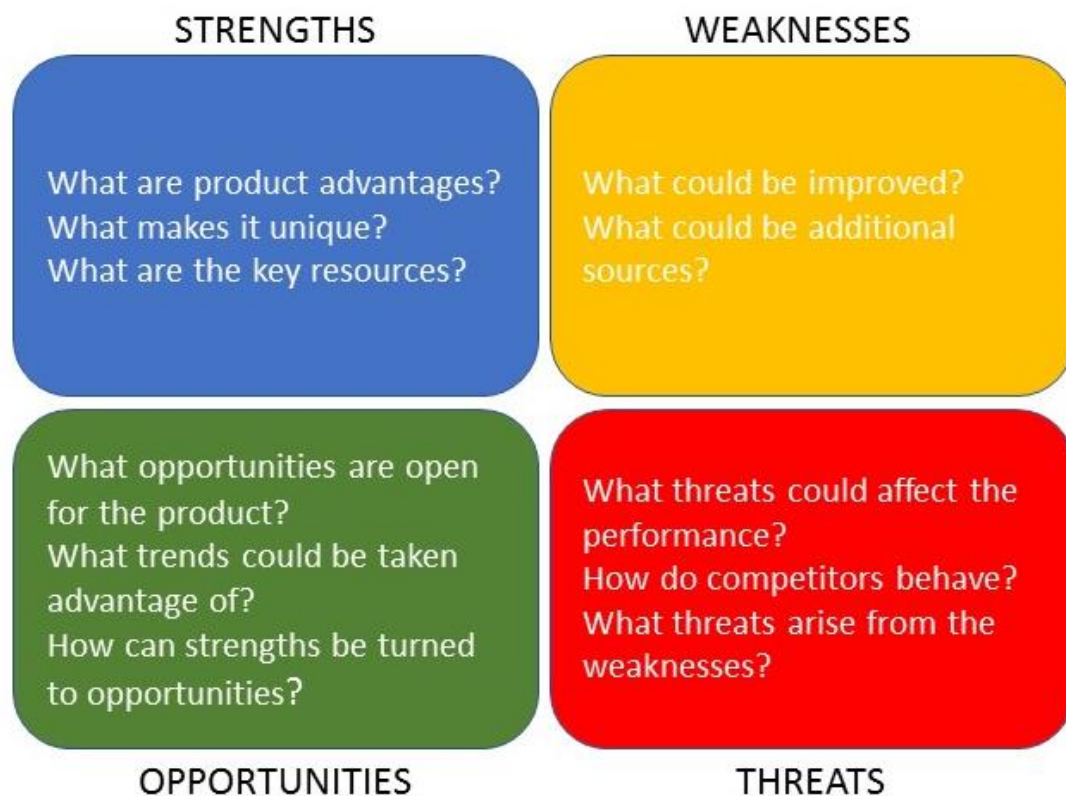 STRENGTHS
WEAKNESSES
What are product advantages?
What makes it unique?
What are the key resources?
What could be improved?
What could be additional
sources?
What opportunities are open
for the product?
What trends could be taken
advantage of?
How can strengths be turned
to opportunities?
What threats could affect the
performance?
How do competitors behave?
What threats arise from the
weaknesses?
OPPORTUNITIES
THREATS